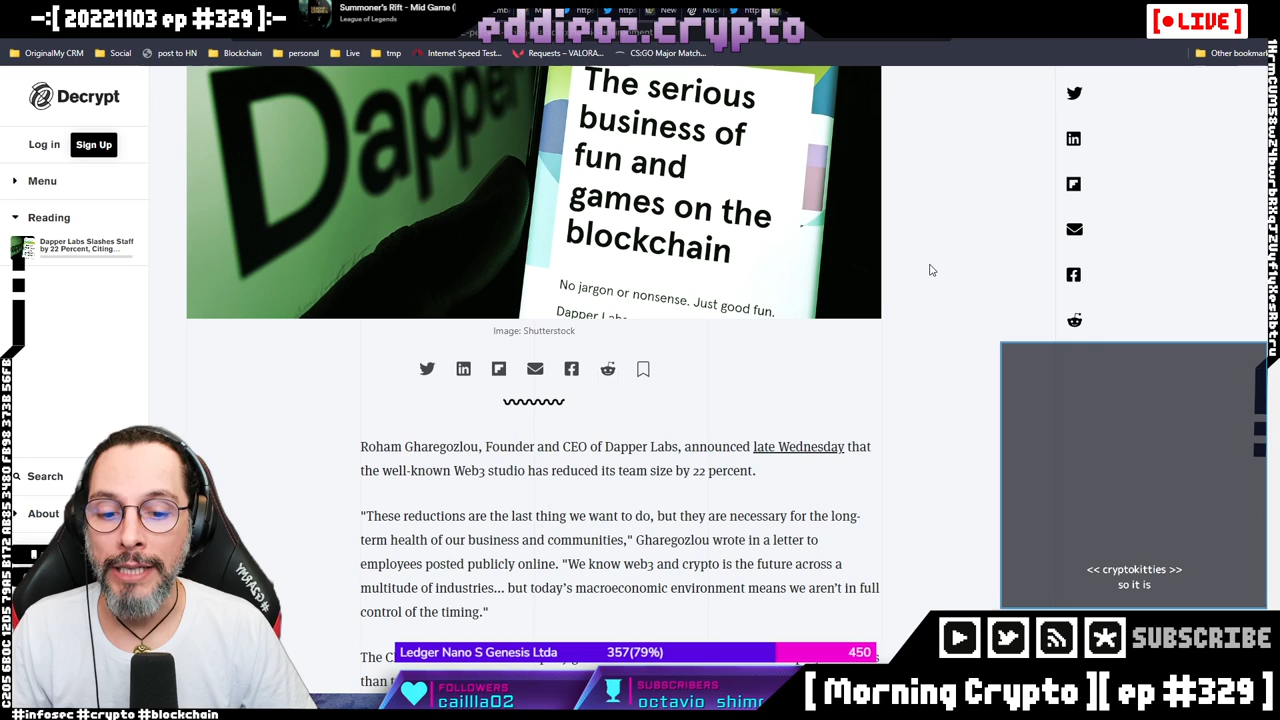 -:[ 20221103 ep #329 ]:-
Summoner's Rift - Mid Game (
League of Legends
eddieoz.crypto
[ ● LIVE ]
OriginalMy CRM
Social
post to HN
Blockchain
personal
Live
tmp
Internet Speed Test...
Requests – VALORA...
CS:GO Major Match...
Other bookmar
Decrypt
Log in
Sign Up
Menu
Reading
Dapper Labs Slashes Staff
by 22 Percent, Citing...
Search
About
Dapper
The serious
business of
fun and
games on the
blockchain
No jargon or nonsense. Just good fun.
Dapper Labs
Image: Shutterstock
Roham Gharegozlou, Founder and CEO of Dapper Labs, announced late Wednesday that
the well-known Web3 studio has reduced its team size by 22 percent.
"These reductions are the last thing we want to do, but they are necessary for the long-
term health of our business and communities," Gharegozlou wrote in a letter to
employees posted publicly online. "We know web3 and crypto is the future across a
multitude of industries... but today's macroeconomic environment means we aren't in full
control of the timing."
<< cryptokitties >>
so it is
Ledger Nano S Genesis Ltda 357(79%) 450
FOLLOWERS
caillla02
SUBSCRIBERS
octavio_shimo
SUBSCRIBE
[ Morning Crypto ][ ep #329 ]
#infosec #crypto #blockchain